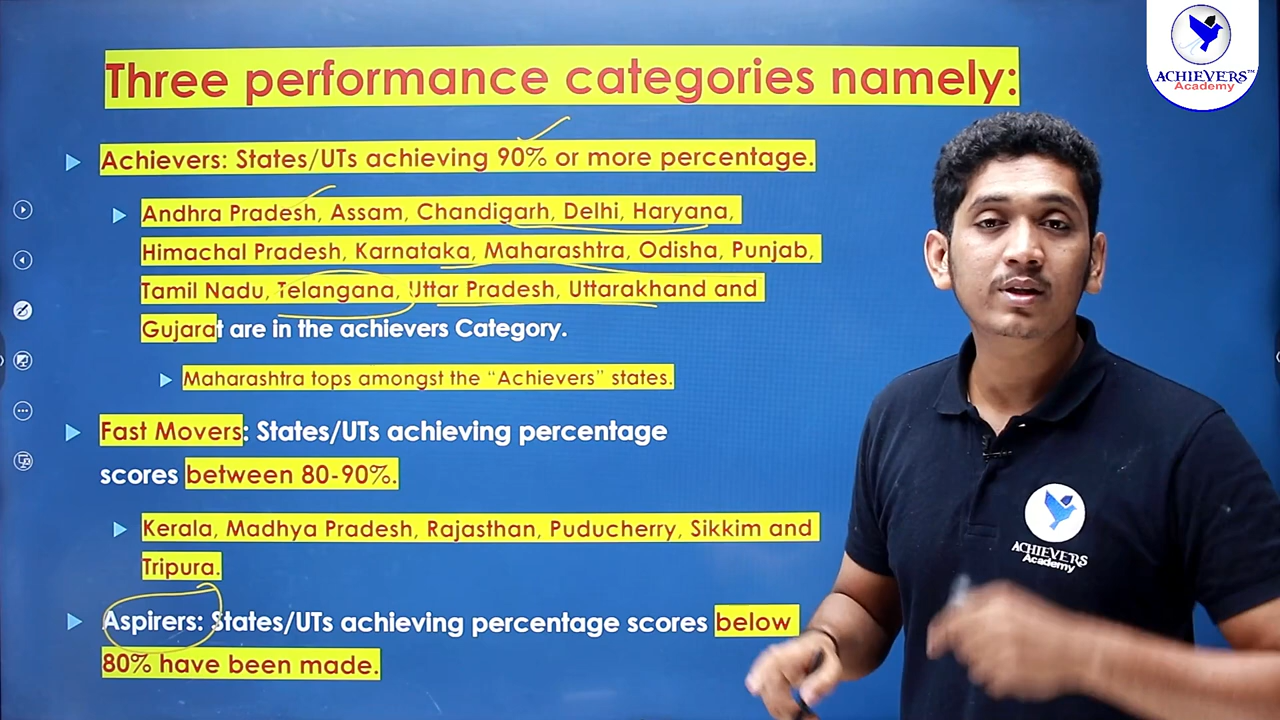 Three performance categories namely:
Achievers: States/UTs achieving 90% or more percentage.
Andhra Pradesh, Assam, Chandigarh, Delhi, Haryana,
Himachal Pradesh, Karnataka, Maharashtra, Odisha, Punjab,
Tamil Nadu, Telangana, Uttar Pradesh, Uttarakhand and
Gujarat are in the achievers Category.
Maharashtra tops amongst the “Achievers” states.
Fast Movers: States/UTs achieving percentage
scores between 80-90%.
Kerala, Madhya Pradesh, Rajasthan, Puducherry, Sikkim and
Tripura.
Aspirers: States/UTs achieving percentage scores below
80% have been made.
ACHIEVERS™
Academy
ACHIEVERS
Academy